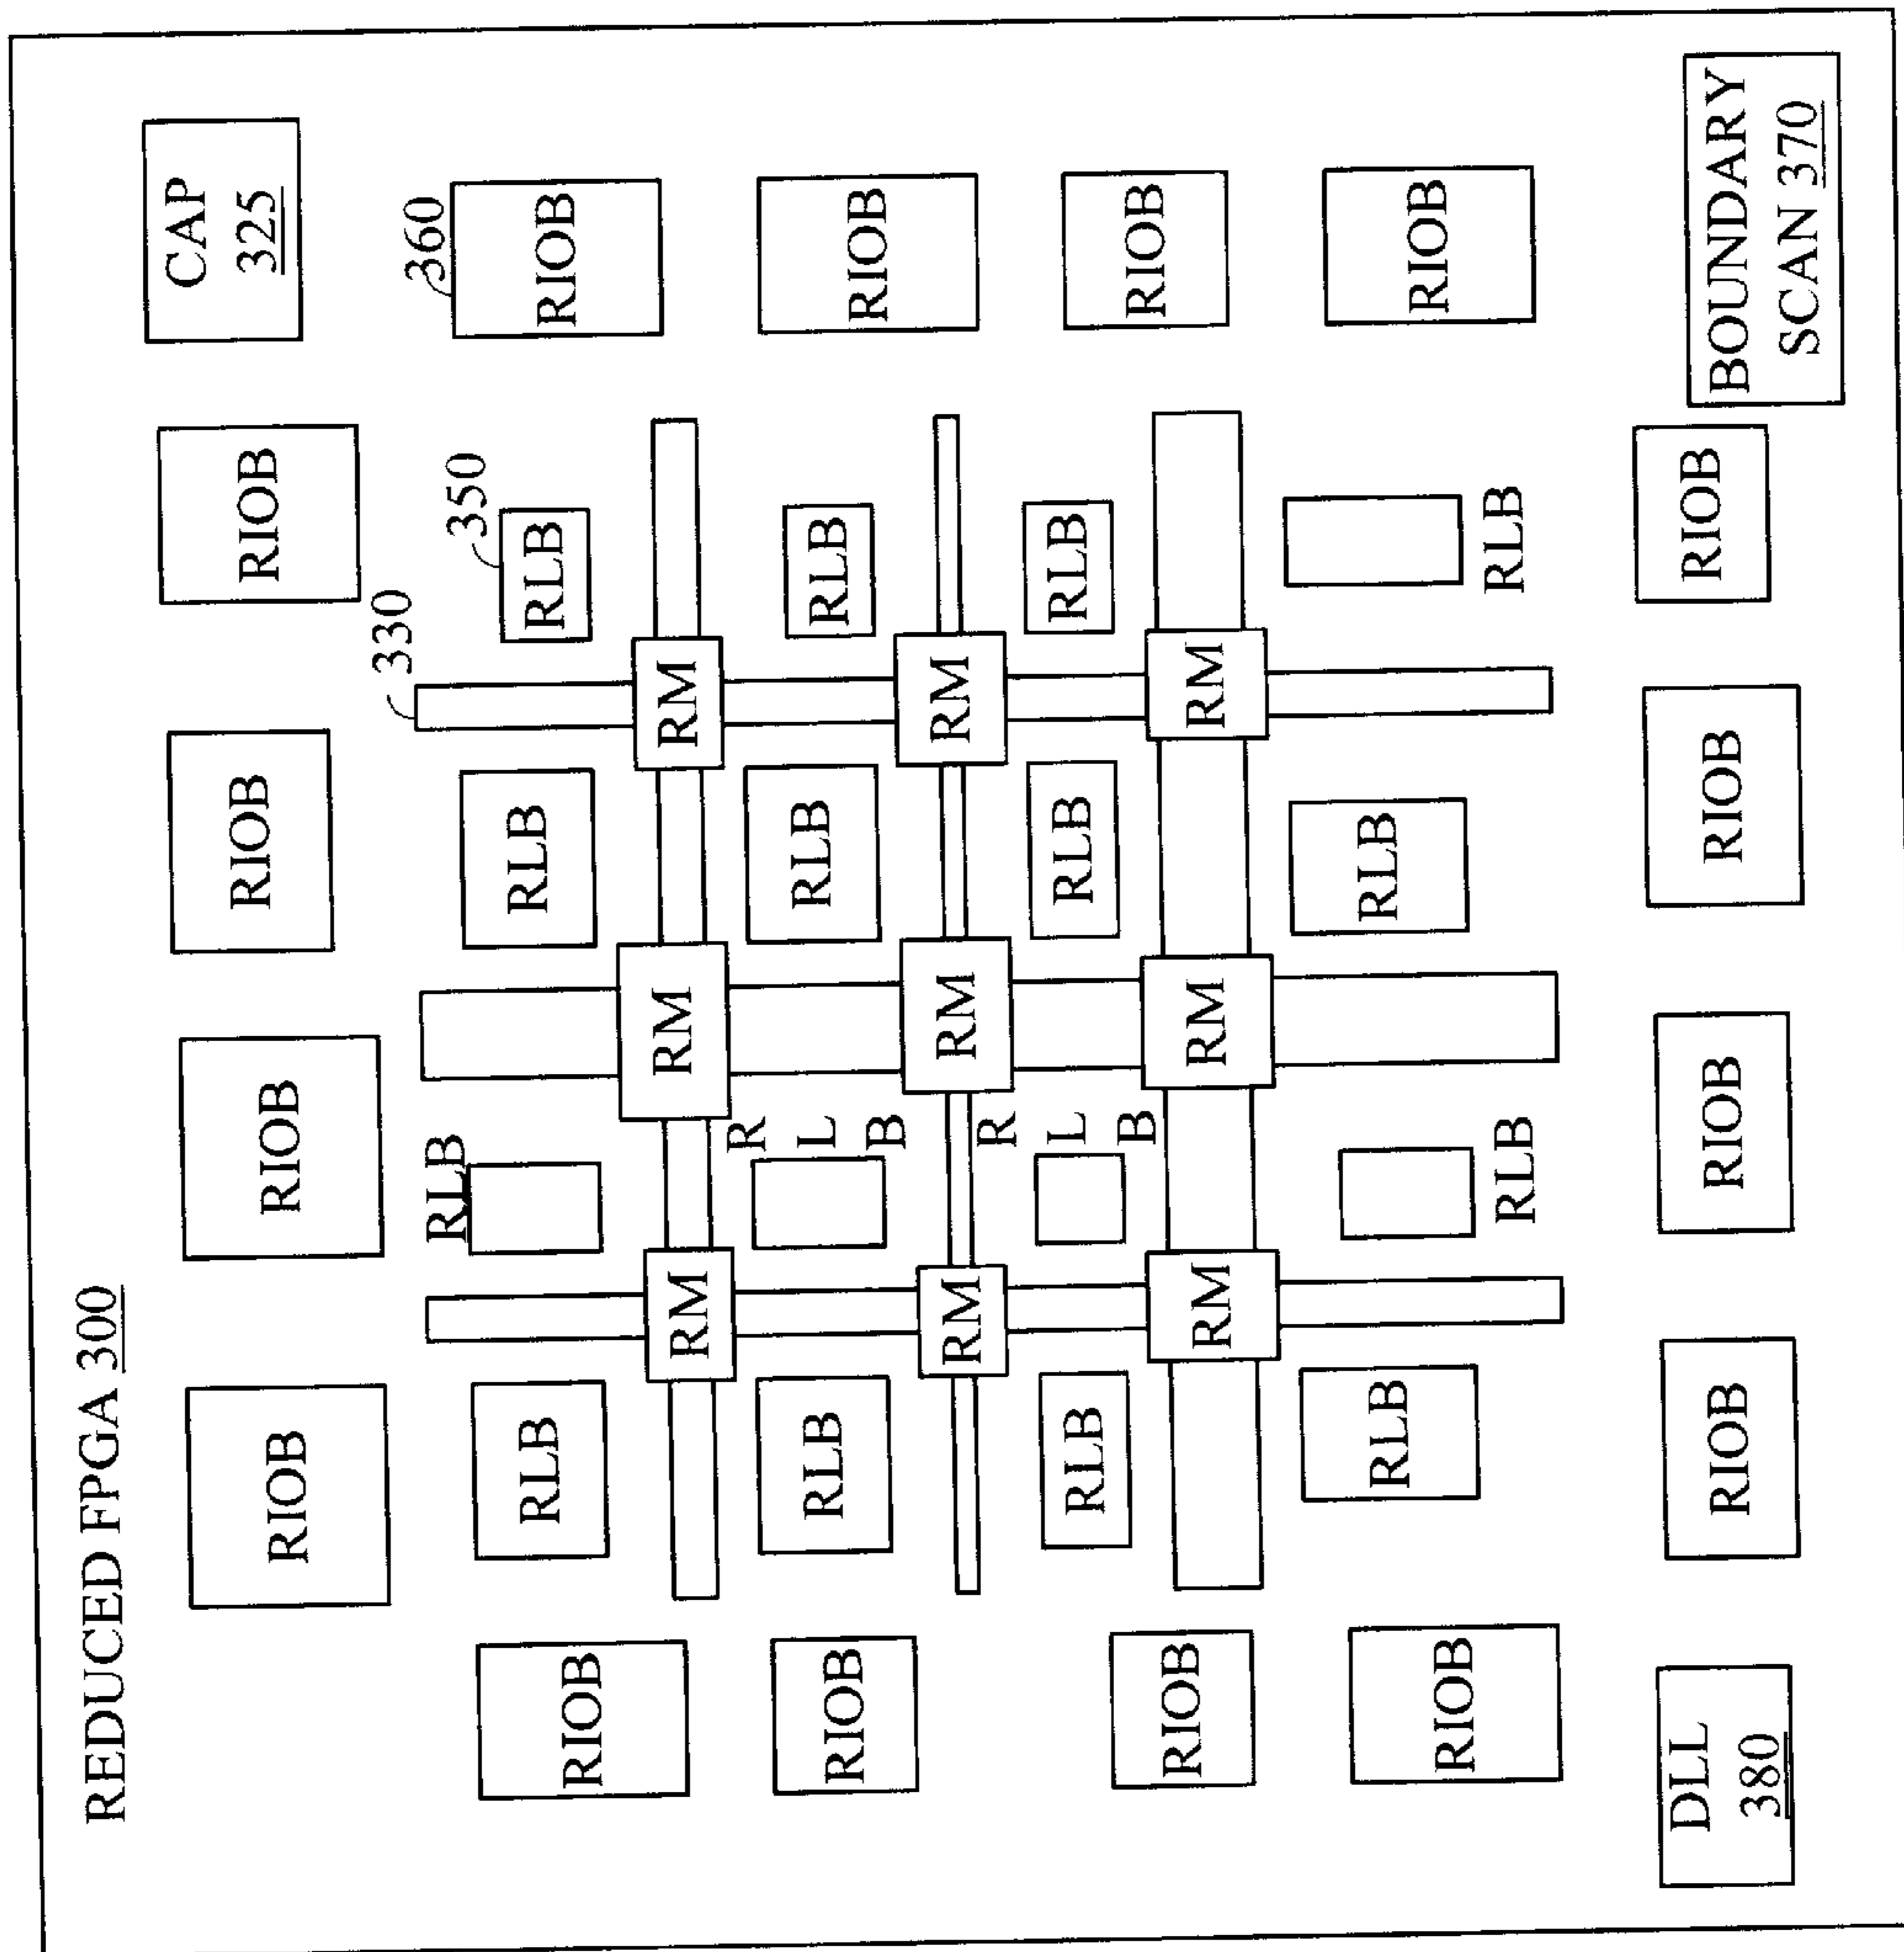 REDUCED FPGA 300
CAP
325
RIOB
RIOB
RIOB
RIOB
330
360
350
RIOB
RLB
RLB
RLB
RLB
RIOB
RM
RM
RM
RIOB
RLB
R
L
B
RLB
RLB
RIOB
RM
RM
RM
RIOB
RLB
R
L
B
RLB
RLB
RIOB
RM
RM
RM
RIOB
RLB
RLB
RLB
RLB
RIOB
DLL
380
RIOB
RIOB
RIOB
RIOB
BOUNDARY
SCAN 370